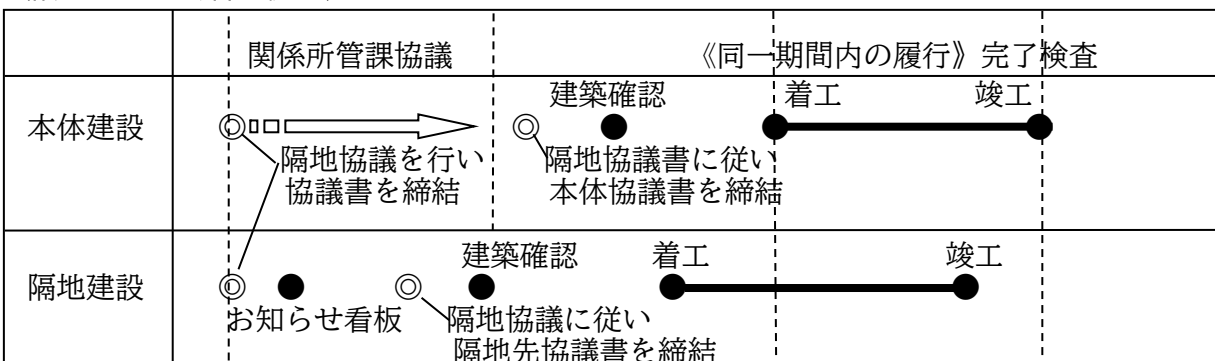 関係所管課協議
《同一期間内の履行》完了検査
本体建設
建築確認
着工
竣工
隔地協議を行い
協議書を締結
隔地協議書に従い
本体協議書を締結
隔地建設
建築確認
着工
竣工
お知らせ看板
隔地協議に従い
隔地先協議書を締結